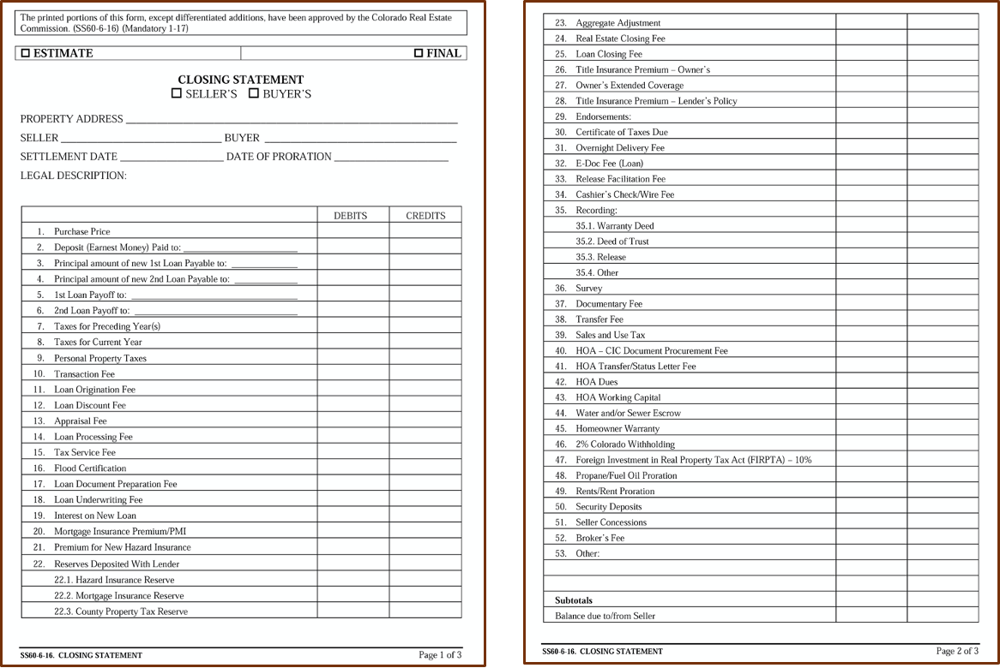 The printed portions of this form, except differentiated additions, have been approved by the Colorado Real Estate
Commission. (SS60-6-16) (Mandatory 1-17)
☐ ESTIMATE ☐ FINAL
CLOSING STATEMENT
☐ SELLER'S ☐ BUYER'S
PROPERTY ADDRESS
SELLER BUYER
SETTLEMENT DATE DATE OF PRORATION
LEGAL DESCRIPTION:
DEBITS CREDITS
1. Purchase Price
2. Deposit (Earnest Money) Paid to:
3. Principal amount of new 1st Loan Payable to:
4. Principal amount of new 2nd Loan Payable to:
5. 1st Loan Payoff to:
6. 2nd Loan Payoff to:
7. Taxes for Preceding Year(s)
8. Taxes for Current Year
9. Personal Property Taxes
10. Transaction Fee
11. Loan Origination Fee
12. Loan Discount Fee
13. Appraisal Fee
14. Loan Processing Fee
15. Tax Service Fee
16. Flood Certification
17. Loan Document Preparation Fee
18. Loan Underwriting Fee
19. Interest on New Loan
20. Mortgage Insurance Premium/PMI
21. Premium for New Hazard Insurance
22. Reserves Deposited With Lender
22.1. Hazard Insurance Reserve
22.2. Mortgage Insurance Reserve
22.3. County Property Tax Reserve
SS60-6-16. CLOSING STATEMENT Page 1 of 3
23. Aggregate Adjustment
24. Real Estate Closing Fee
25. Loan Closing Fee
26. Title Insurance Premium – Owner's
27. Owner's Extended Coverage
28. Title Insurance Premium – Lender's Policy
29. Endorsements:
30. Certificate of Taxes Due
31. Overnight Delivery Fee
32. E-Doc Fee (Loan)
33. Release Facilitation Fee
34. Cashier's Check/Wire Fee
35. Recording:
35.1. Warranty Deed
35.2. Deed of Trust
35.3. Release
35.4. Other
36. Survey
37. Documentary Fee
38. Transfer Fee
39. Sales and Use Tax
40. HOA – CIC Document Procurement Fee
41. HOA Transfer/Status Letter Fee
42. HOA Dues
43. HOA Working Capital
44. Water and/or Sewer Escrow
45. Homeowner Warranty
46. 2% Colorado Withholding
47. Foreign Investment in Real Property Tax Act (FIRPTA) – 10%
48. Propane/Fuel Oil Proration
49. Rents/Rent Proration
50. Security Deposits
51. Seller Concessions
52. Broker's Fee
53. Other:
Subtotals
Balance due to/from Seller
SS60-6-16. CLOSING STATEMENT Page 2 of 3